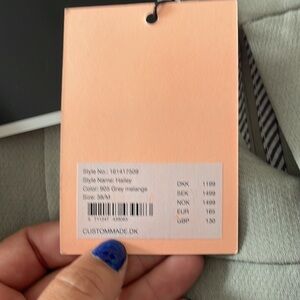 Style No.: 161417509
Style Name: Hailey
Color: 925 Grey melange
Size: 38/M
DKK 1199
SEK 1499
NOK 1499
EUR 165
GBP 130
CUSTOMMADE.DK